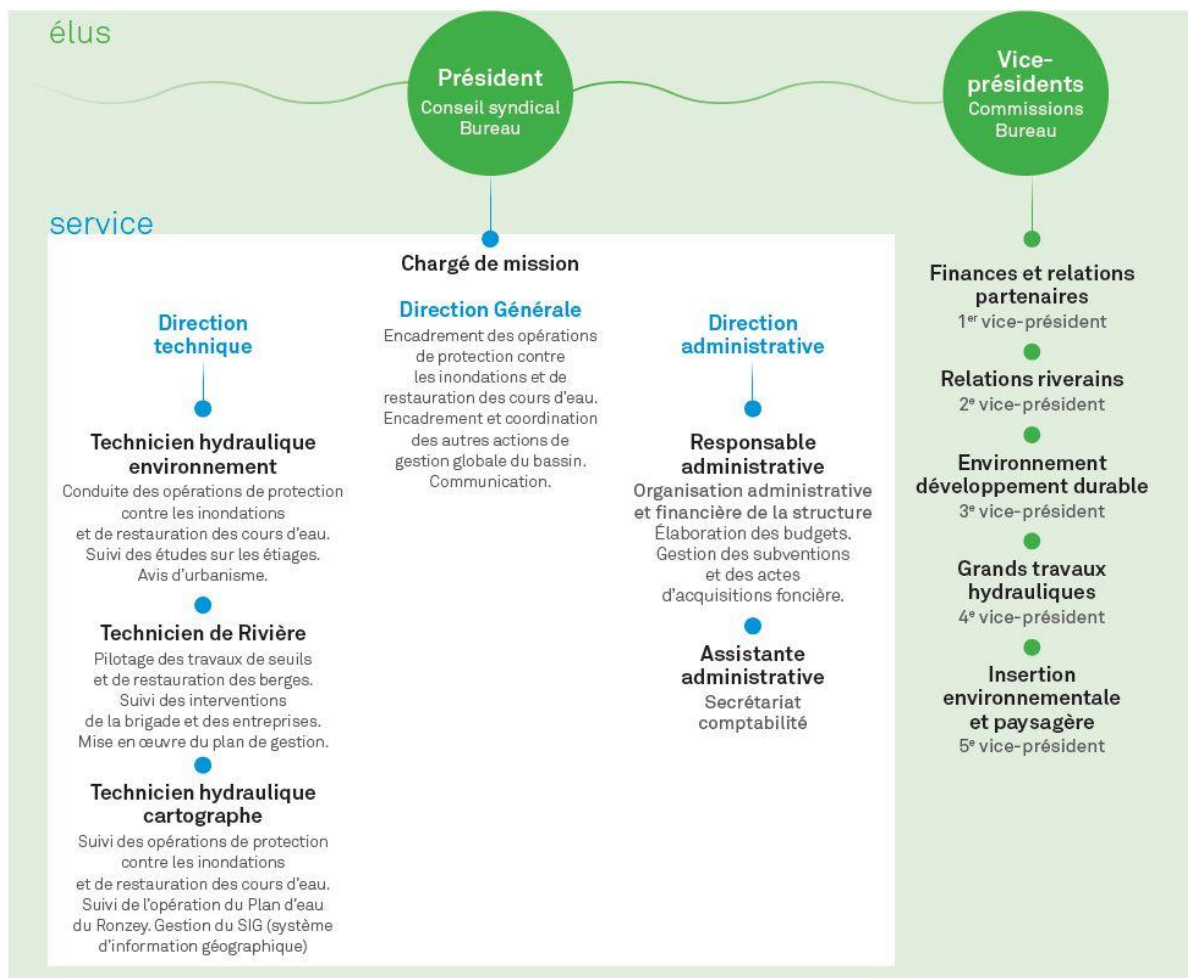 élus
Président
Conseil syndical
Bureau
Vice-
présidents
Commissions
Bureau
service
Chargé de mission
Direction Générale
Encadrement des opérations
de protection contre
les inondations et de
restauration des cours d'eau.
Encadrement et coordination
des autres actions de
gestion globale du bassin.
Communication.
Direction
technique
Technicien hydraulique
environnement
Conduite des opérations de protection
contre les inondations
et de restauration des cours d'eau.
Suivi des études sur les étiages.
Avis d'urbanisme.
Technicien de Rivière
Pilotage des travaux de seuils
et de restauration des berges.
Suivi des interventions
de la brigade et des entreprises.
Mise en œuvre du plan de gestion.
Technicien hydraulique
cartographe
Suivi des opérations de protection
contre les inondations
et de restauration des cours d'eau.
Suivi de l'opération du Plan d'eau
du Ronzey. Gestion du SIG (système
d'information géographique)
Direction
administrative
Responsable
administrative
Organisation administrative
et financière de la structure
Élaboration des budgets.
Gestion des subventions
et des actes
d'acquisitions foncière.
Assistante
administrative
Secrétariat
comptabilité
Finances et relations
partenaires
1er vice-président
Relations riverains
2e vice-président
Environnement
développement durable
3e vice-président
Grands travaux
hydrauliques
4e vice-président
Insertion
environnementale
et paysagère
5e vice-président